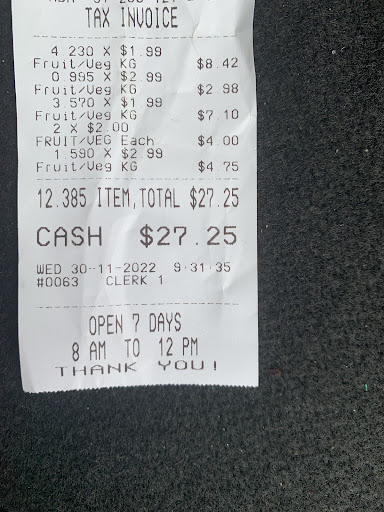 TAX INVOICE
4.230 X $1.99
Fruit/Veg KG $8.42
0.995 X $2.99
Fruit/Veg KG $2.98
3.570 X $1.99
Fruit/Veg KG $7.10
2 X $2.00
FRUIT/VEG Each $4.00
1.590 X $2.99
Fruit/Veg KG $4.75
12.385 ITEM,TOTAL $27.25
CASH $27.25
WED 30-11-2022 9:31:35
#0063 CLERK 1
OPEN 7 DAYS
8 AM TO 12 PM
THANK YOU!